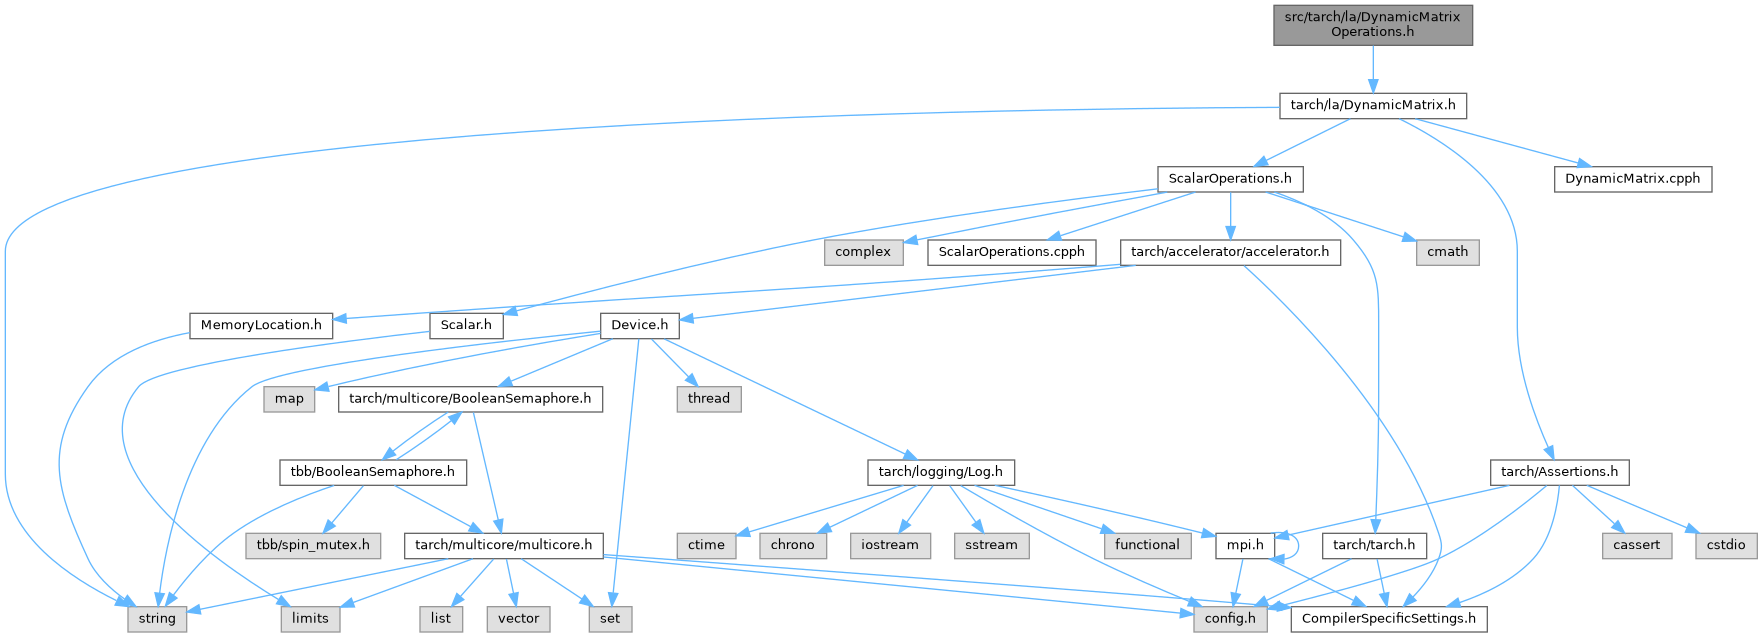 src/tarch/la/DynamicMatrix
Operations.h
tarch/la/DynamicMatrix.h
ScalarOperations.h
DynamicMatrix.cpph
complex
ScalarOperations.cpph
tarch/accelerator/accelerator.h
cmath
MemoryLocation.h
Scalar.h
Device.h
map
tarch/multicore/BooleanSemaphore.h
thread
tbb/BooleanSemaphore.h
tarch/logging/Log.h
tarch/Assertions.h
tbb/spin_mutex.h
tarch/multicore/multicore.h
ctime
chrono
iostream
sstream
functional
mpi.h
tarch/tarch.h
cassert
cstdio
string
limits
list
vector
set
config.h
CompilerSpecificSettings.h